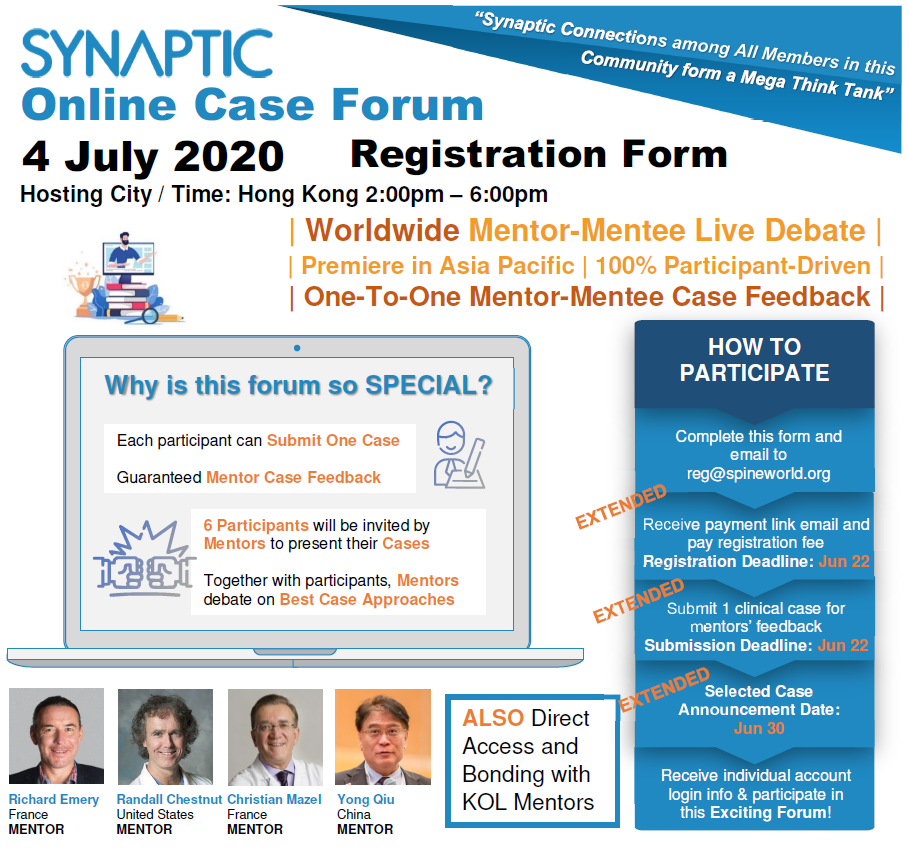 SYNAPTIC
Online Case Forum
"Synaptic Connections among All Members in this
Community form a Mega Think Tank"
4 July 2020 Registration Form
Hosting City / Time: Hong Kong 2:00pm – 6:00pm
| Worldwide Mentor-Mentee Live Debate |
| Premiere in Asia Pacific | 100% Participant-Driven |
| One-To-One Mentor-Mentee Case Feedback |
Why is this forum so SPECIAL?
Each participant can Submit One Case
Guaranteed Mentor Case Feedback
6 Participants will be invited by
Mentors to present their Cases
Together with participants, Mentors
debate on Best Case Approaches
HOW TO
PARTICIPATE
Complete this form and
email to
reg@spineworld.org
EXTENDED
Receive payment link email and
pay registration fee
Registration Deadline: Jun 22
EXTENDED
Submit 1 clinical case for
mentors' feedback
Submission Deadline: Jun 22
EXTENDED
Selected Case
Announcement Date:
Jun 30
Receive individual account
login info & participate in
this Exciting Forum!
Richard Emery
France
MENTOR
Randall Chestnut
United States
MENTOR
Christian Mazel
France
MENTOR
Yong Qiu
China
MENTOR
ALSO Direct
Access and
Bonding with
KOL Mentors